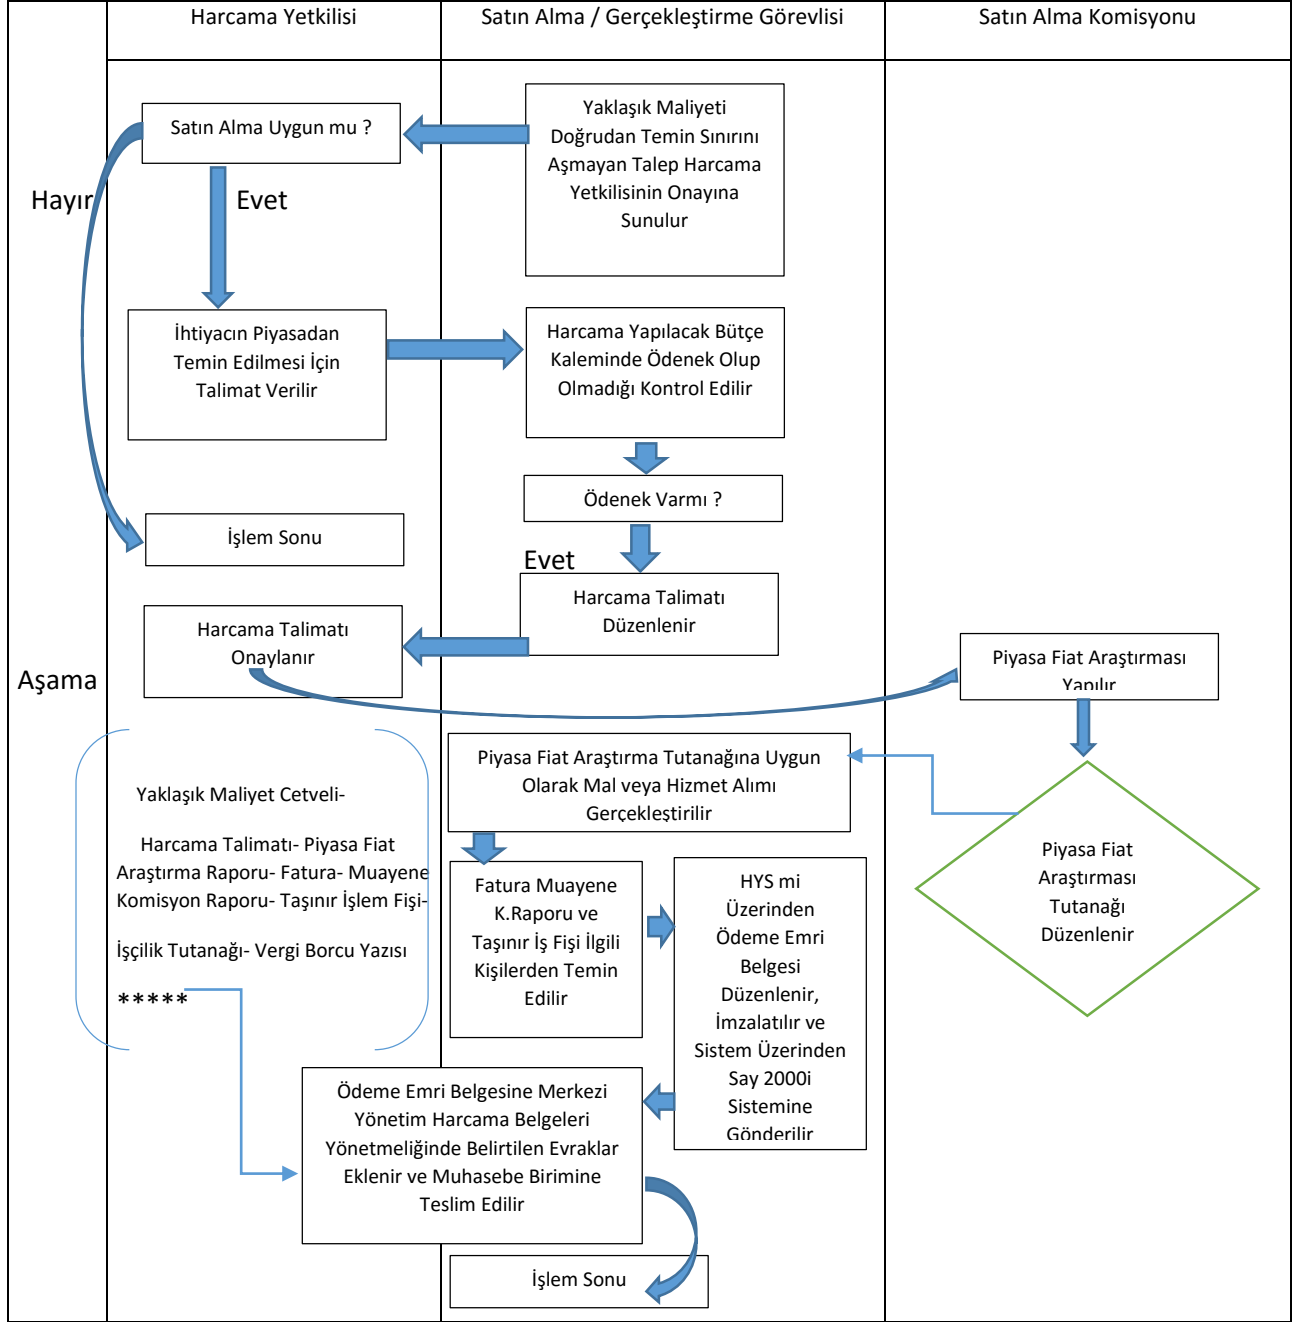 Harcama Yetkilisi
Satın Alma / Gerçekleştirme Görevlisi
Satın Alma Komisyonu
Satın Alma Uygun mu ?
Yaklaşık Maliyeti
Doğrudan Temin Sınırını
Aşmayan Talep Harcama
Yetkilisinin Onayına
Sunulur
Hayır
Evet
İhtiyacın Piyasadan
Temin Edilmesi İçin
Talimat Verilir
Harcama Yapılacak Bütçe
Kaleminde Ödenek Olup
Olmadığı Kontrol Edilir
Ödenek Varmı ?
İşlem Sonu
Evet
Harcama Talimatı
Düzenlenir
Harcama Talimatı
Onaylanır
Piyasa Fiat Araştırması
Yapılır
Aşama
Piyasa Fiat Araştırma Tutanağına Uygun
Olarak Mal veya Hizmet Alımı
Gerçekleştirilir
Yaklaşık Maliyet Cetveli-
Harcama Talimatı- Piyasa Fiat
Araştırma Raporu- Fatura- Muayene
Komisyon Raporu- Taşınır İşlem Fişi-
İşçilik Tutanağı- Vergi Borcu Yazısı
*****
Piyasa Fiat
Araştırması
Tutanağı
Düzenlenir
Fatura Muayene
K.Raporu ve
Taşınır İş Fişi İlgili
Kişilerden Temin
Edilir
HYS mi
Üzerinden
Ödeme Emri
Belgesi
Düzenlenir,
İmzalatılır ve
Sistem Üzerinden
Say 2000i
Sistemine
Gönderilir
Ödeme Emri Belgesine Merkezi
Yönetim Harcama Belgeleri
Yönetmeliğinde Belirtilen Evraklar
Eklenir ve Muhasebe Birimine
Teslim Edilir
İşlem Sonu